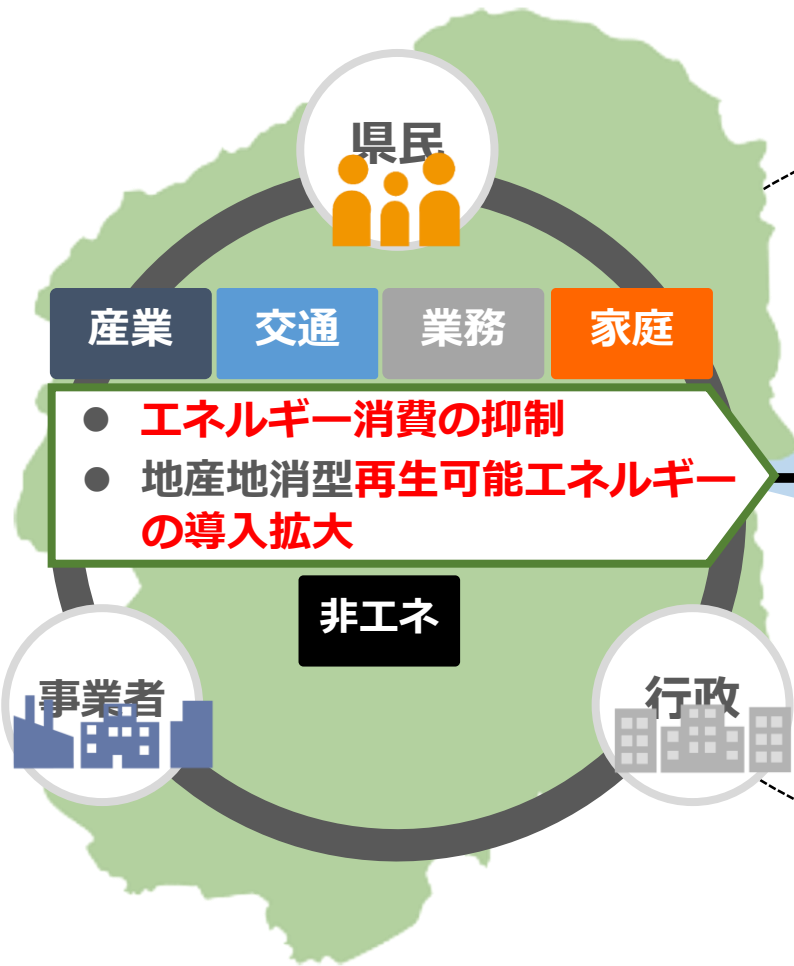 県民
産業
交通
業務
家庭
● エネルギー消費の抑制
● 地産地消型再生可能エネルギー
の導入拡大
非エネ
事業者
行政